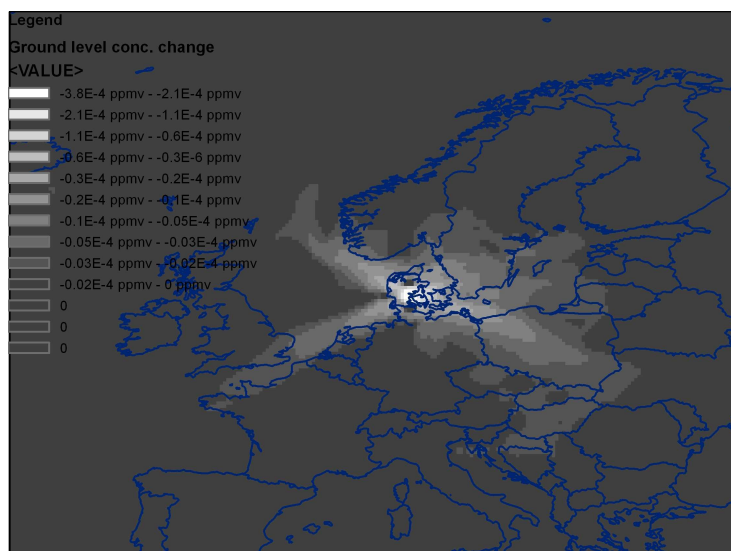 Legend
Ground level conc. change
<VALUE>
-3.8E-4 ppmv - -2.1E-4 ppmv
-2.1E-4 ppmv - -1.1E-4 ppmv
-1.1E-4 ppmv - -0.6E-4 ppmv
-0.6E-4 ppmv - -0.3E-6 ppmv
-0.3E-4 ppmv - -0.2E-4 ppmv
-0.2E-4 ppmv - -0.1E-4 ppmv
-0.1E-4 ppmv - -0.05E-4 ppmv
-0.05E-4 ppmv - -0.03E-4 ppmv
-0.03E-4 ppmv - -0.02E-4 ppmv
-0.02E-4 ppmv - 0 ppmv
0
0
0